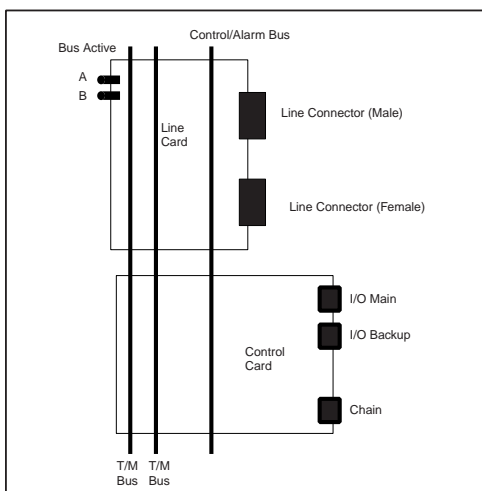 Control/Alarm Bus
Bus Active
A
B
Line Connector (Male)
Line
Card
Line Connector (Female)
I/O Main
I/O Backup
Control
Card
Chain
T/M T/M
Bus Bus